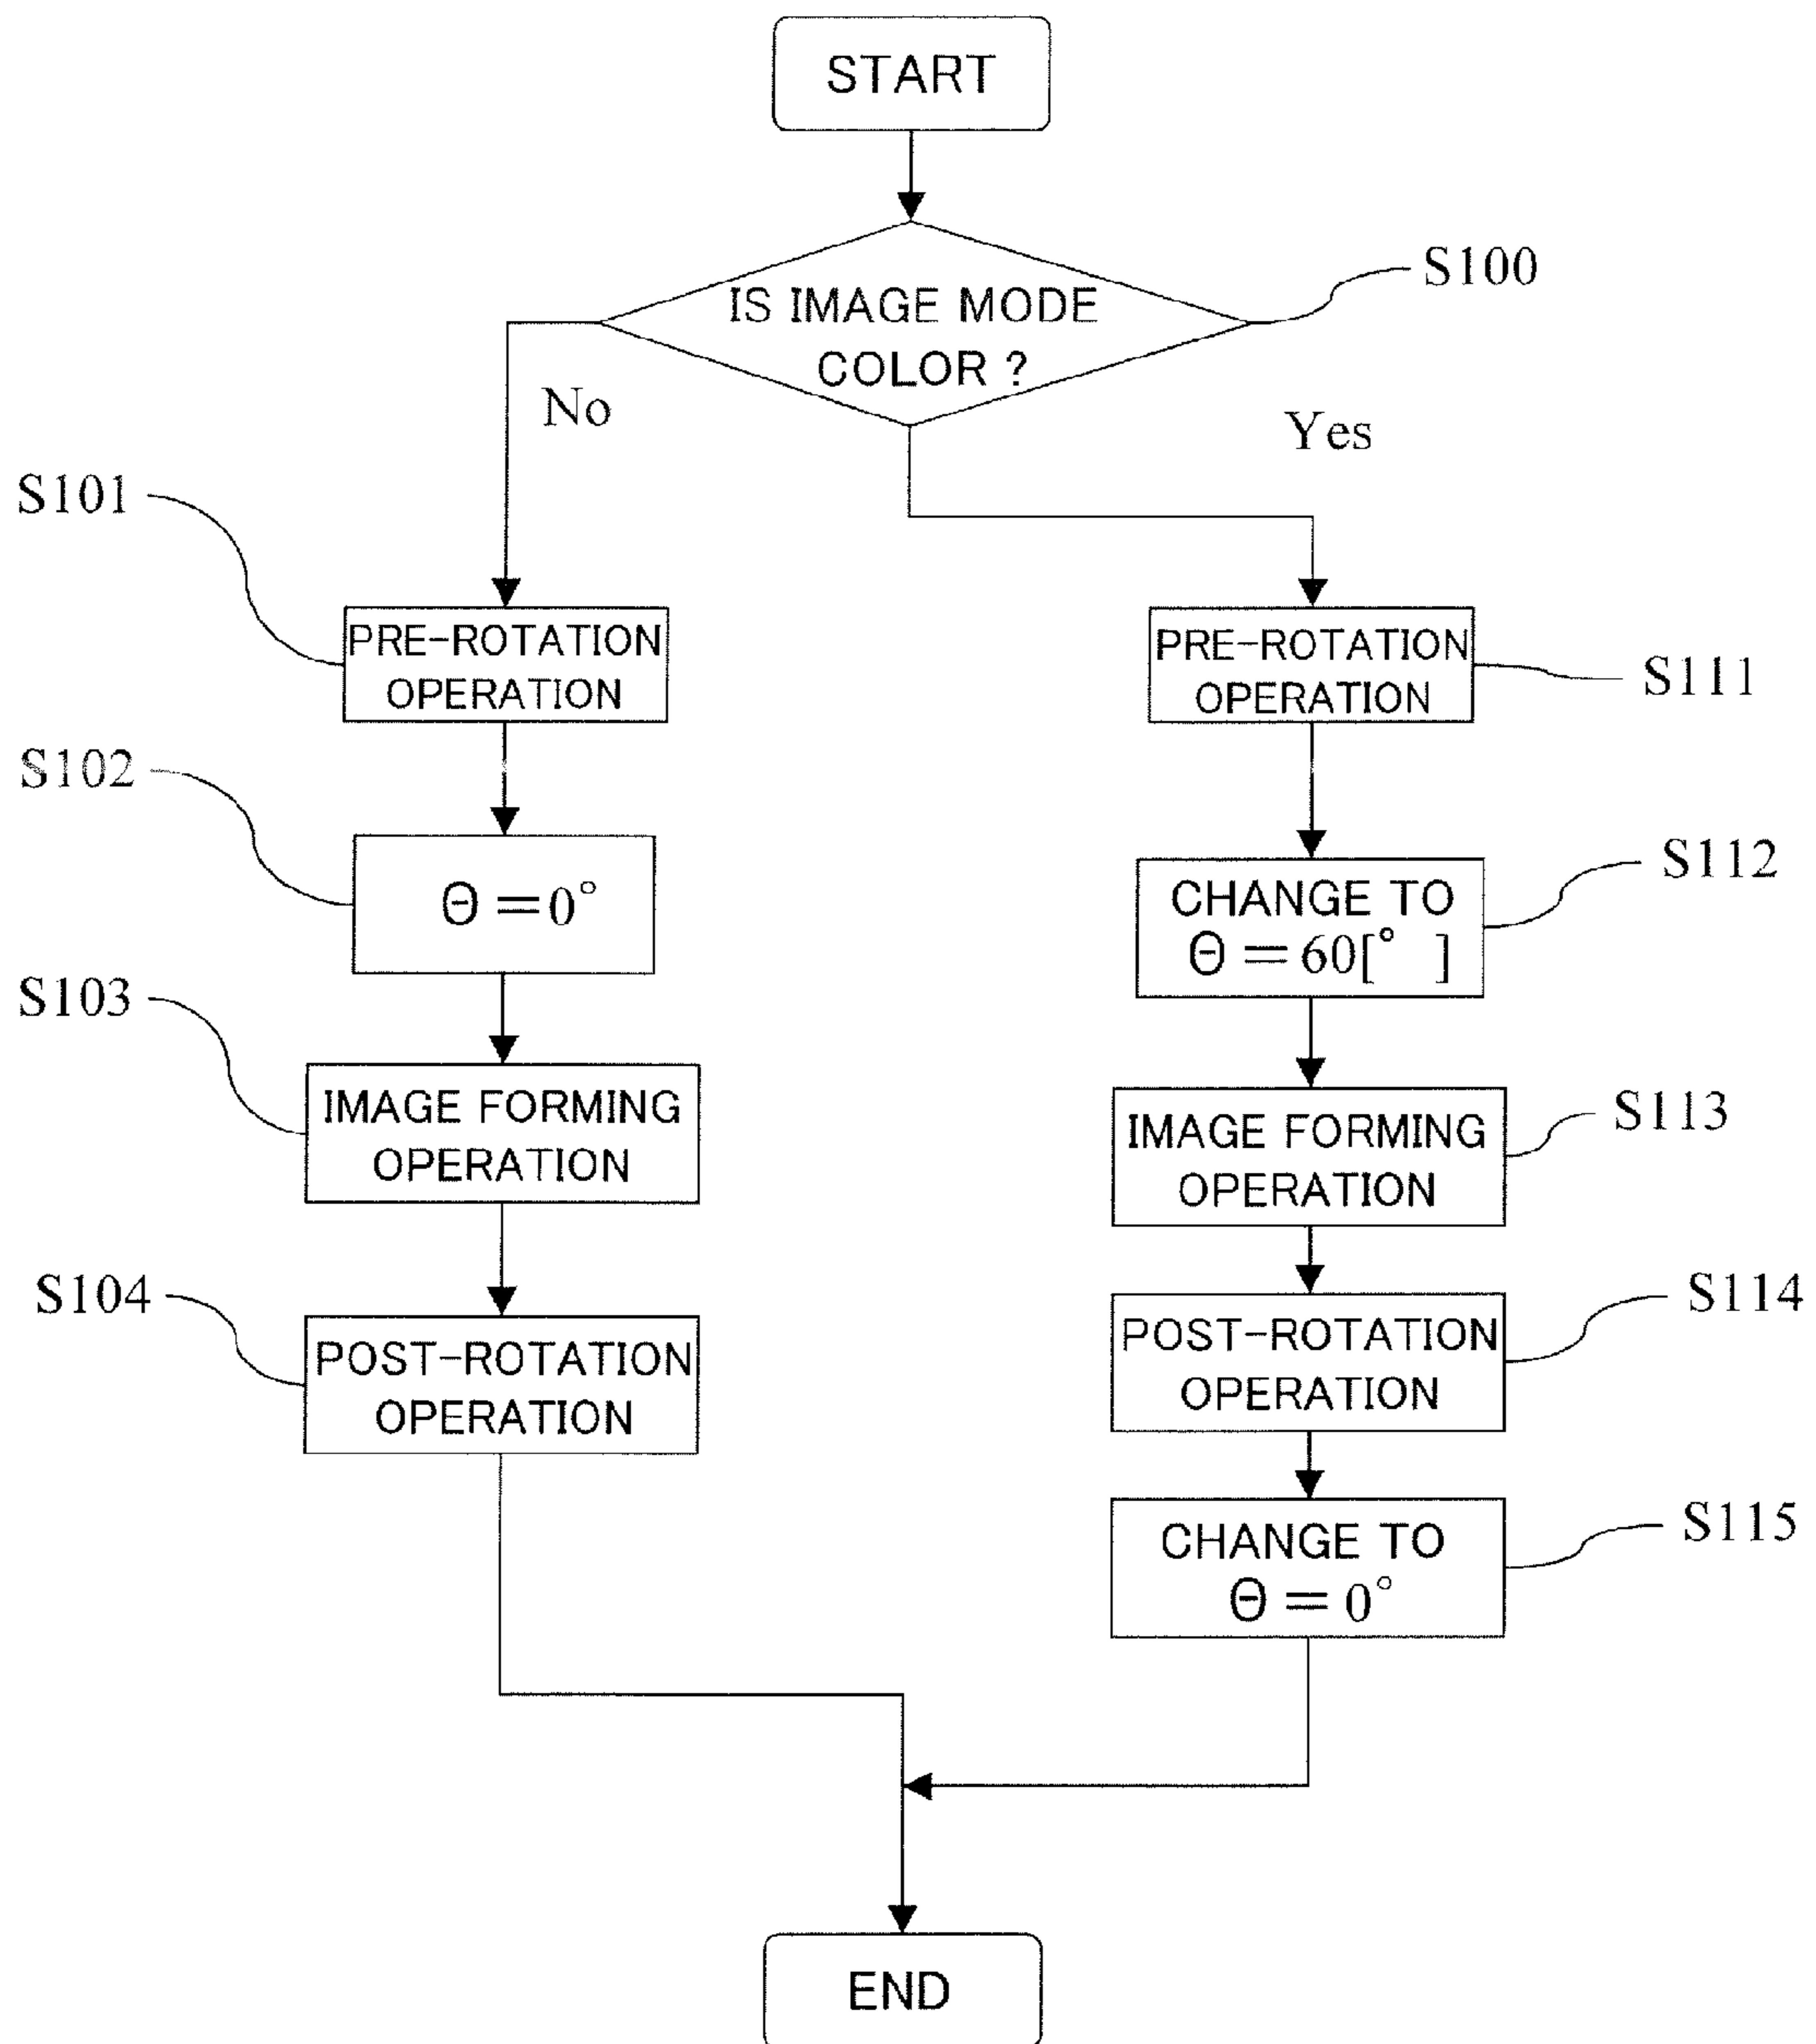 START
IS IMAGE MODE
COLOR ?
S100
No
Yes
S101
PRE-ROTATION
OPERATION
S102
Θ=0°
S103
IMAGE FORMING
OPERATION
S104
POST-ROTATION
OPERATION
PRE-ROTATION
OPERATION
S111
CHANGE TO
Θ=60[° ]
S112
IMAGE FORMING
OPERATION
S113
POST-ROTATION
OPERATION
S114
CHANGE TO
Θ=0°
S115
END